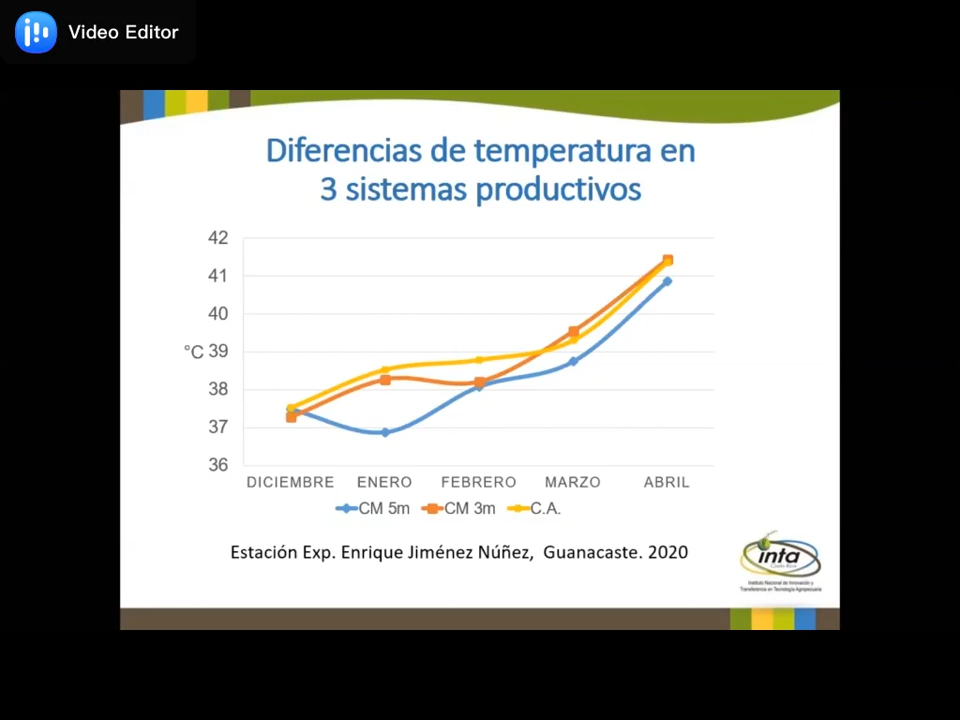 Video Editor
Diferencias de temperatura en
3 sistemas productivos
42
41
40
°C 39
38
37
36
DICIEMBRE ENERO FEBRERO MARZO ABRIL
CM 5m CM 3m C.A.
Estación Exp. Enrique Jiménez Núñez, Guanacaste. 2020
inta
Costa Rica
Instituto Nacional de Innovación y
Transferencia en Tecnología Agropecuaria